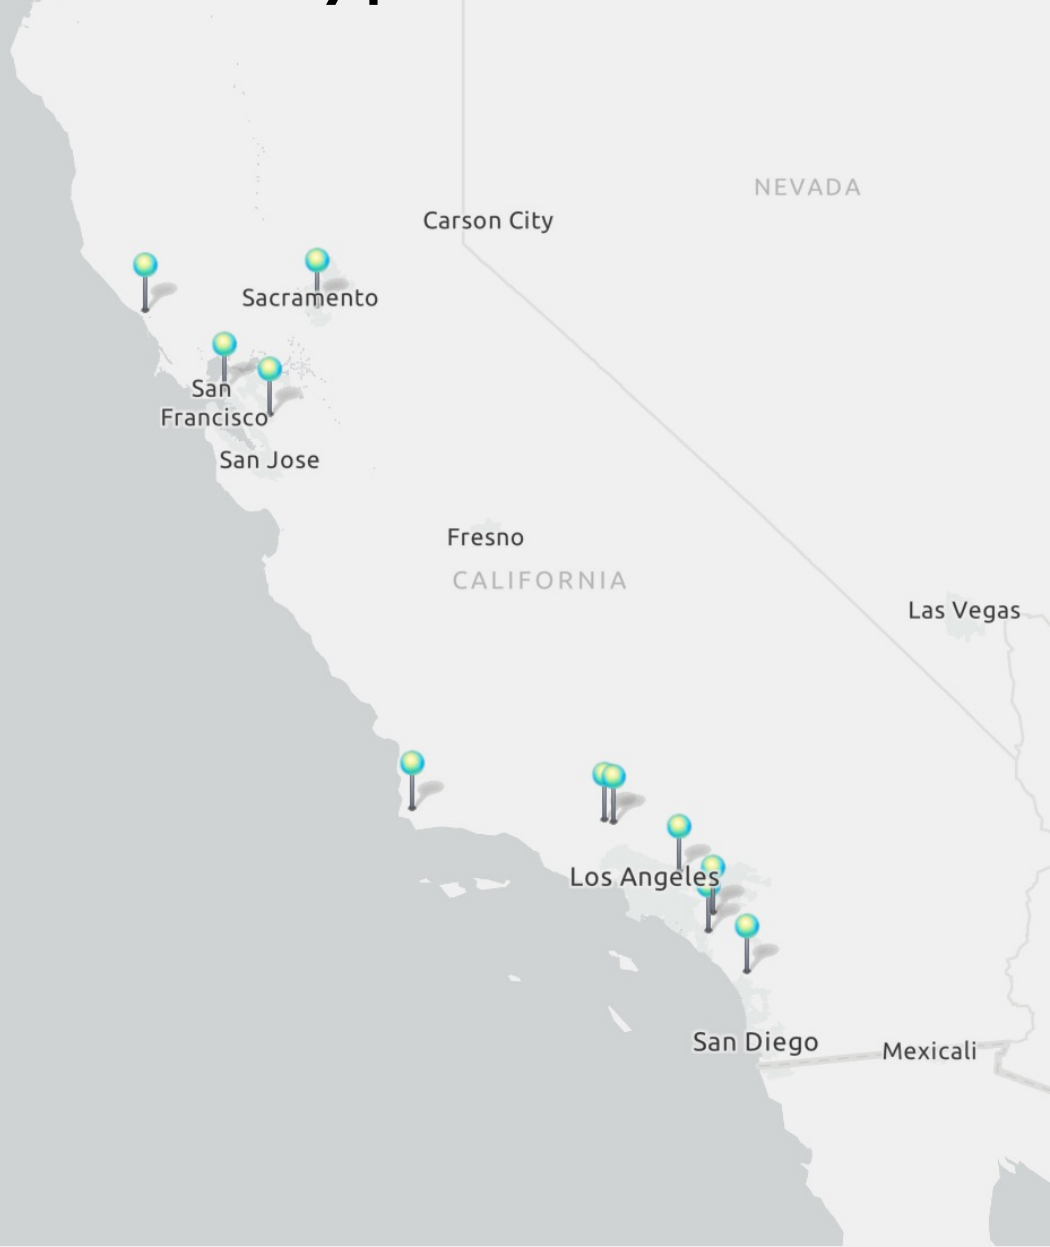 NEVADA
Carson City
Sacramento
San
Francisco
San Jose
Fresno
CALIFORNIA
Las Vegas
Los Angeles
San Diego
Mexicali